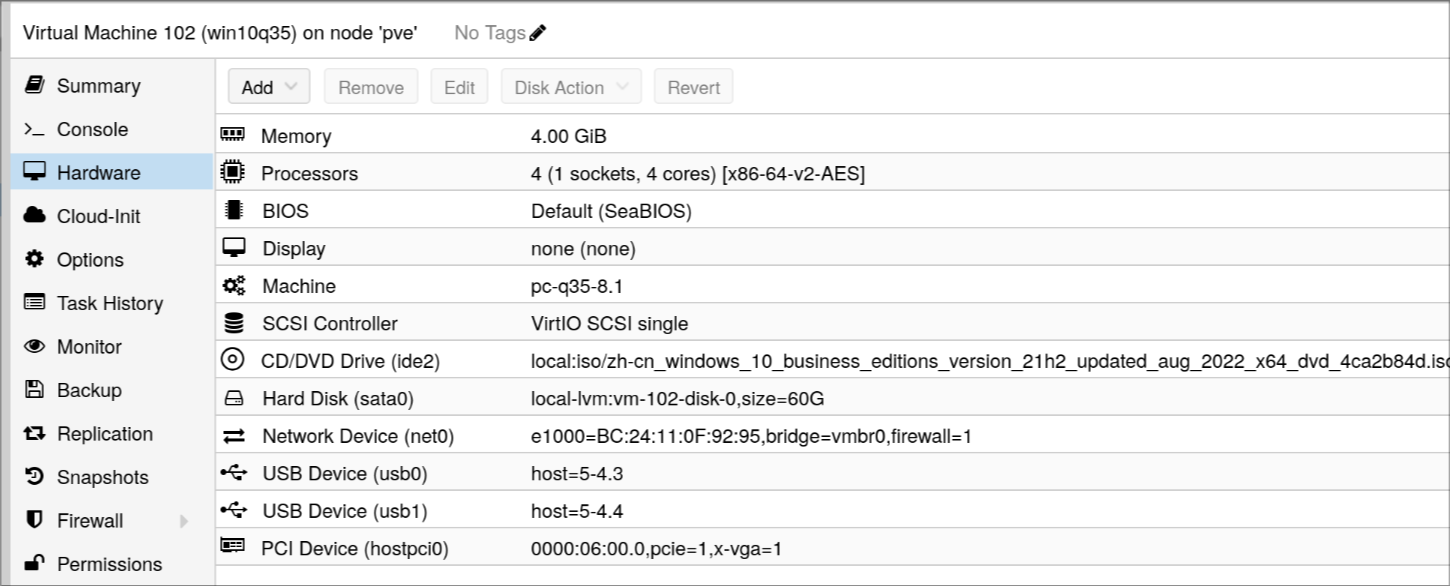 Virtual Machine 102 (win10q35) on node 'pve' No Tags
Add Remove Edit Disk Action Revert
Summary
Console
Hardware
Cloud-Init
Options
Task History
Monitor
Backup
Replication
Snapshots
Firewall
Permissions
Memory 4.00 GiB
Processors 4 (1 sockets, 4 cores) [x86-64-v2-AES]
BIOS Default (SeaBIOS)
Display none (none)
Machine pc-q35-8.1
SCSI Controller VirtIO SCSI single
CD/DVD Drive (ide2) local:iso/zh-cn_windows_10_business_editions_version_21h2_updated_aug_2022_x64_dvd_4ca2b84d.iso
Hard Disk (sata0) local-lvm:vm-102-disk-0,size=60G
Network Device (net0) e1000=BC:24:11:0F:92:95,bridge=vmbr0,firewall=1
USB Device (usb0) host=5-4.3
USB Device (usb1) host=5-4.4
PCI Device (hostpci0) 0000:06:00.0,pcie=1,x-vga=1